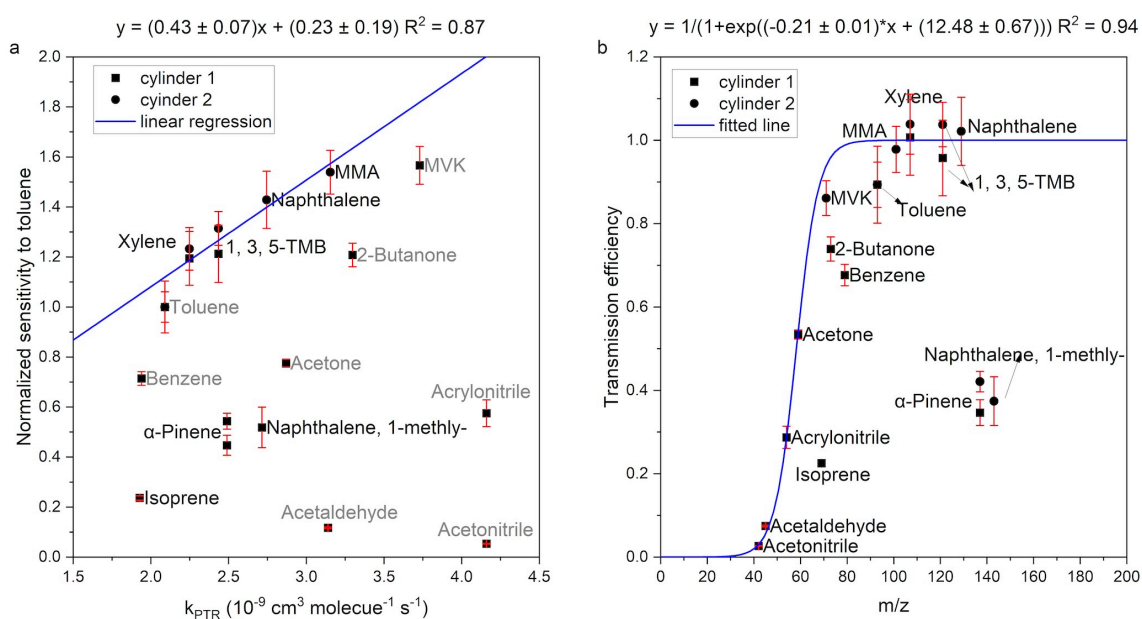 y = (0.43 ± 0.07)x + (0.23 ± 0.19) R² = 0.87
a
2.0
1.8
1.6
1.4
1.2
1.0
0.8
0.6
0.4
0.2
0.0
Normalized sensitivity to toluene
cylinder 1
cyinder 2
linear regression
MVK
MMA
Naphthalene
Xylene
1, 3, 5-TMB
2-Butanone
Toluene
Acetone
Benzene
Acrylonitrile
α-Pinene
Naphthalene, 1-methly-
Isoprene
Acetaldehyde
Acetonitrile
1.5 2.0 2.5 3.0 3.5 4.0 4.5
k_PTR (10⁻⁹ cm³ molecue⁻¹ s⁻¹)
y = 1/(1+exp((-0.21 ± 0.01)*x + (12.48 ± 0.67))) R² = 0.94
b
1.2
1.0
0.8
0.6
0.4
0.2
0.0
Transmission efficiency
cylinder 1
cylinder 2
fitted line
Xylene
MMA
Naphthalene
1, 3, 5-TMB
MVK
Toluene
2-Butanone
Benzene
Acetone
Naphthalene, 1-methly-
α-Pinene
Acrylonitrile
Isoprene
Acetaldehyde
Acetonitrile
0 20 40 60 80 100 120 140 160 180 200
m/z